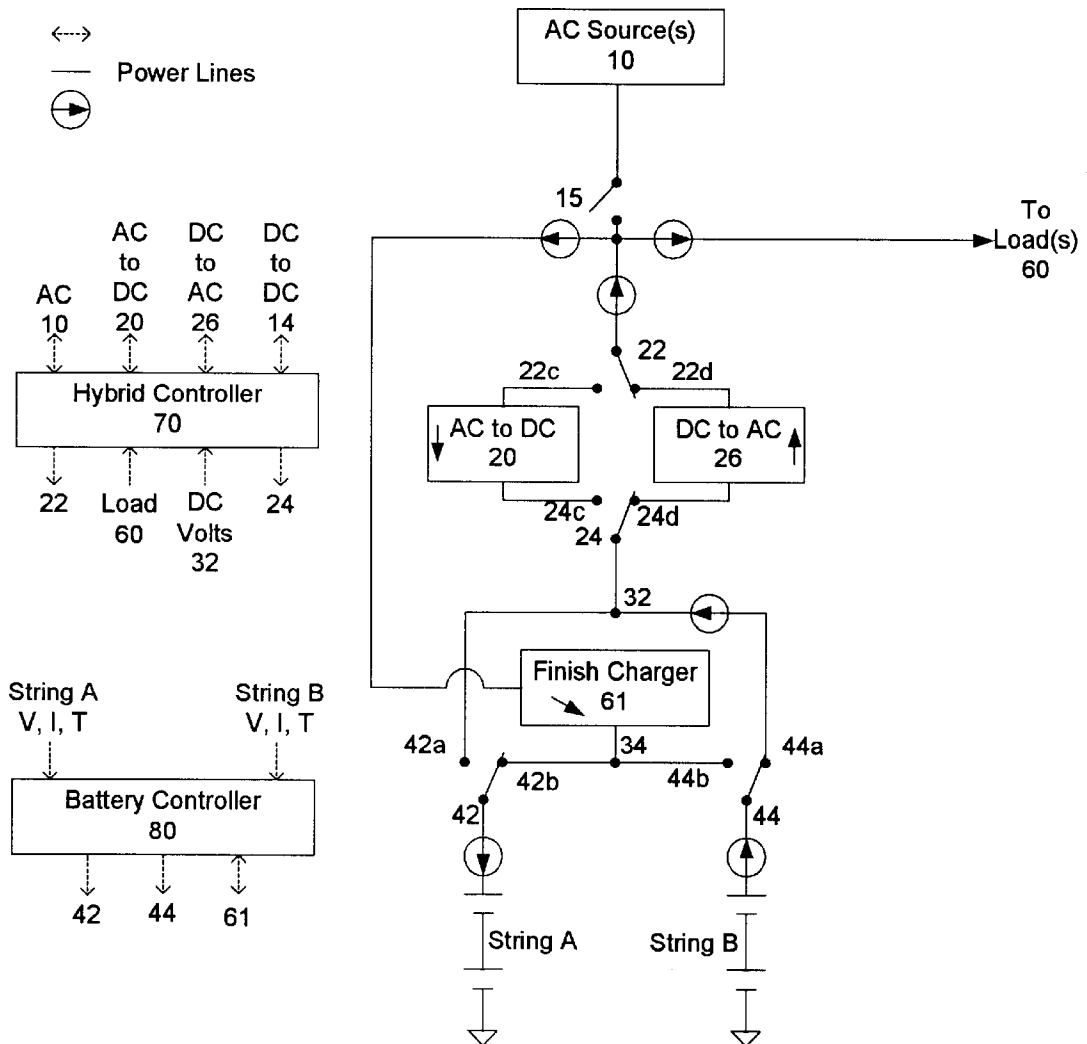 AC Source(s)
10
Power Lines
15
To
Load(s)
60
AC
10
AC
to
DC
20
DC
to
AC
26
DC
to
DC
14
Hybrid Controller
70
22
Load
60
DC
Volts
32
24
22
22c
22d
AC to DC
20
DC to AC
26
24c
24d
24
32
Finish Charger
61
34
42a
42b
44b
44a
42
44
String A
V, I, T
String B
V, I, T
Battery Controller
80
42
44
61
String A
String B